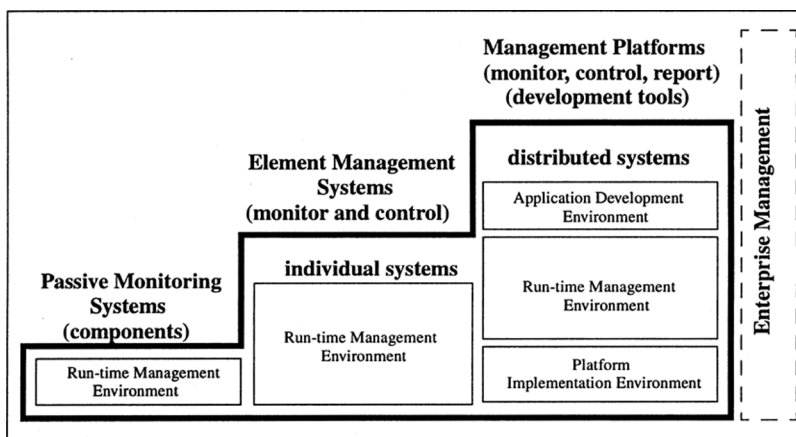 Management Platforms
(monitor, control, report)
(development tools)
Element Management
Systems
(monitor and control)
distributed systems
Application Development
Environment
Passive Monitoring
Systems
(components)
individual systems
Run-time Management
Environment
Run-time Management
Environment
Run-time Management
Environment
Platform
Implementation Environment
Enterprise Management